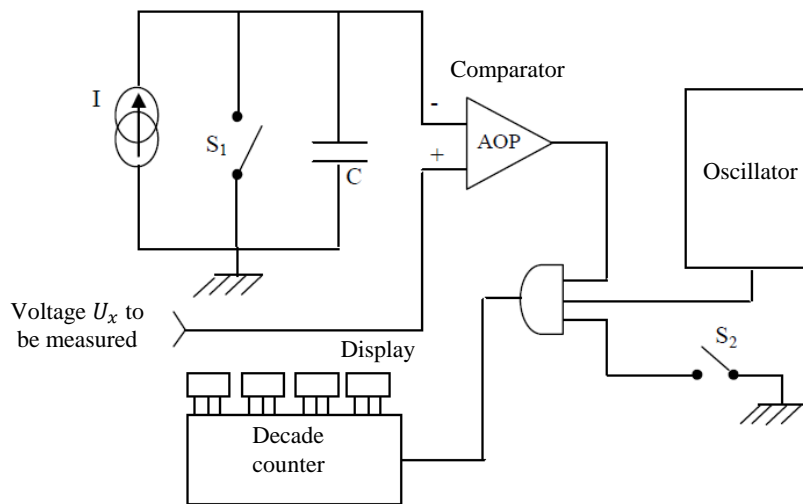 Comparator
I
-
S₁
+
AOP
C
Oscillator
Voltage Uₓ to
be measured
Display
S₂
Decade
counter